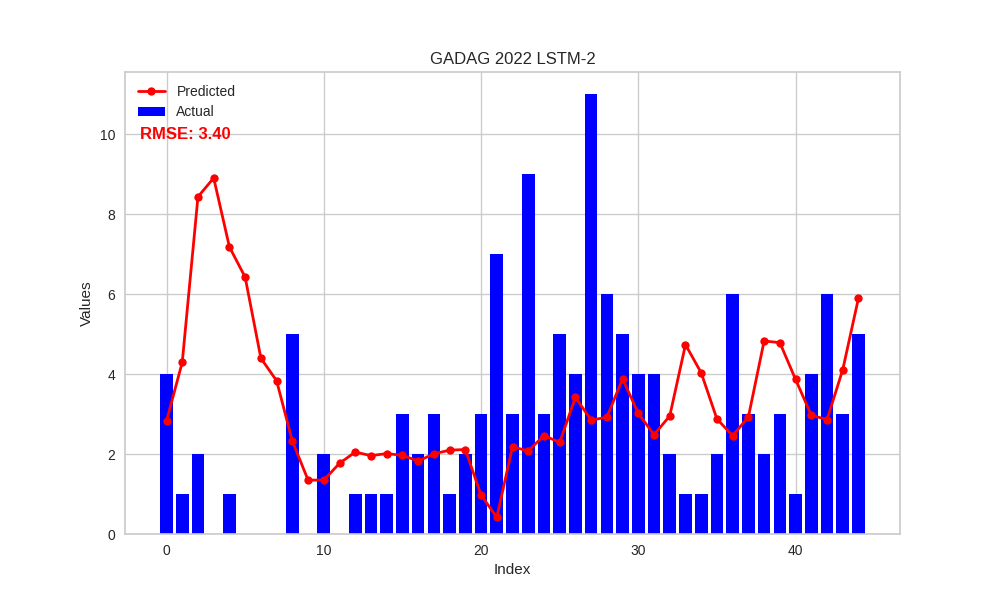 GADAG 2022 LSTM-2
Predicted
Actual
RMSE: 3.40
10
8
6
4
2
0
Values
0 10 20 30 40
Index